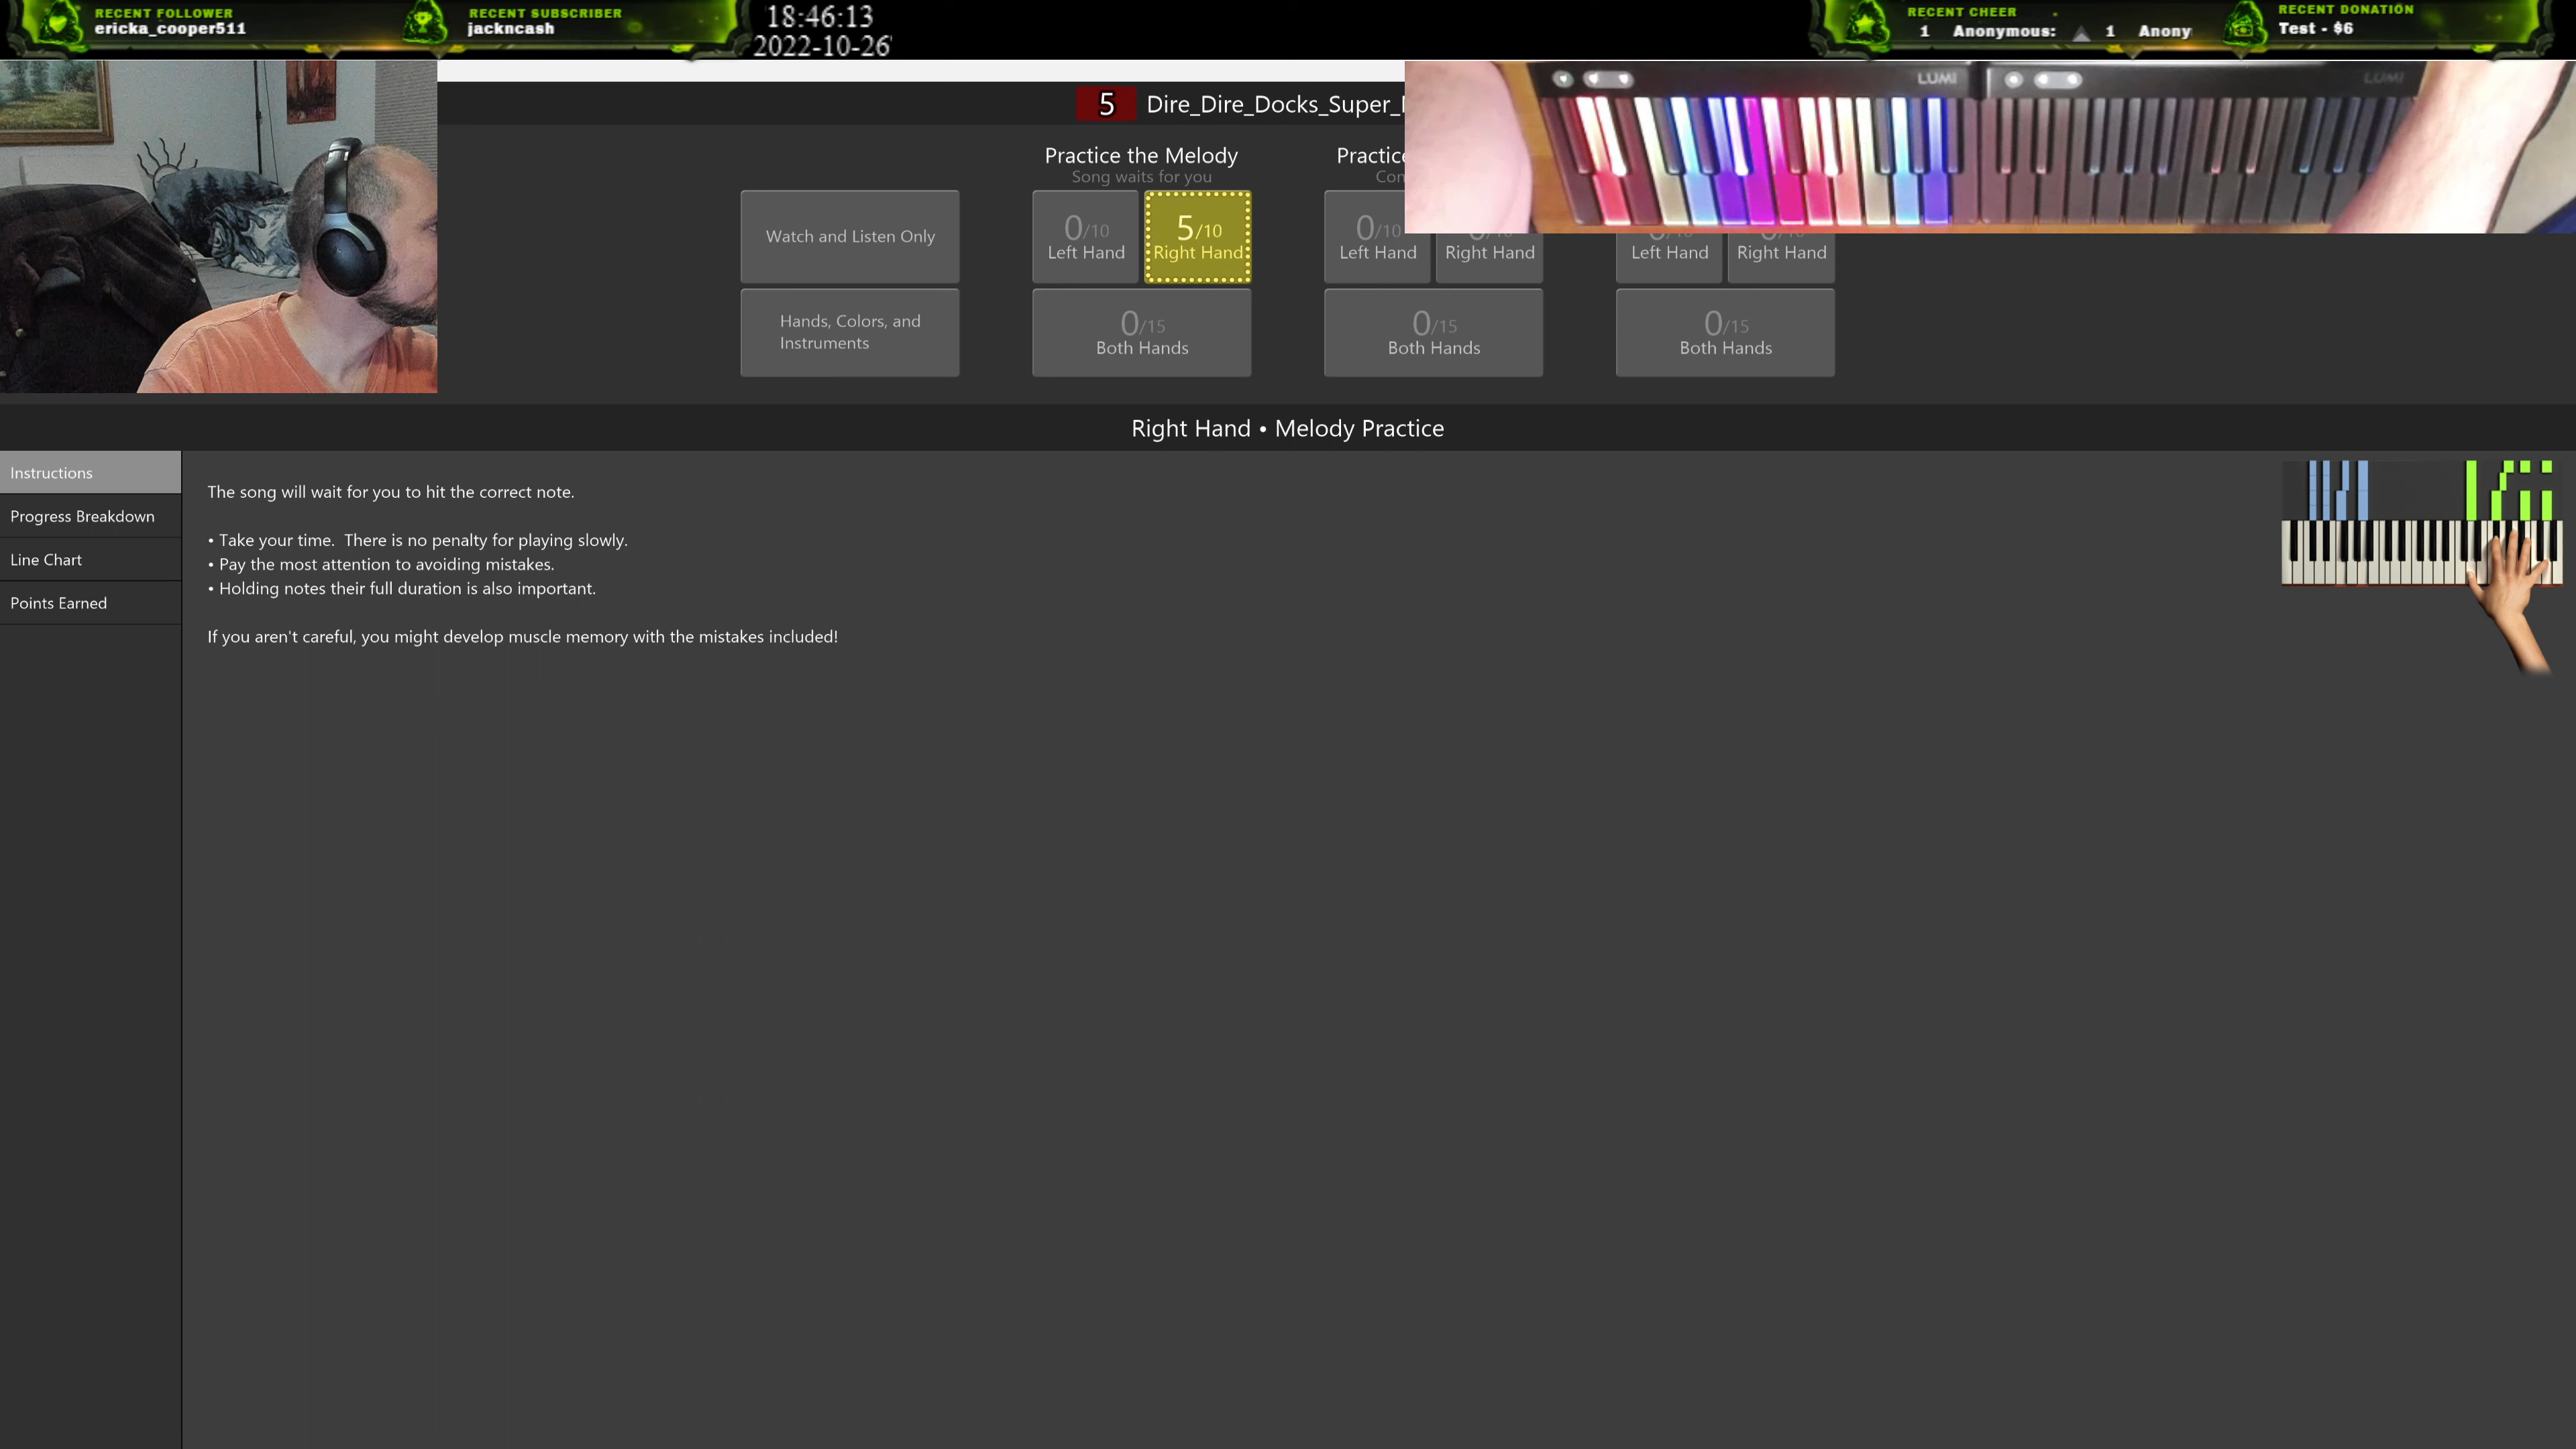 RECENT FOLLOWER
ericka_cooper511
RECENT SUBSCRIBER
jackncash
18:46:13
2022-10-26
RECENT CHEER
1 Anonymous: 1 Anony
RECENT DONATION
Test - $6
LUMI
LUMI
5 Dire_Dire_Docks_Super_
Practice the Melody
Song waits for you
Practice
Con
Watch and Listen Only
0/10
Left Hand
5/10
Right Hand
0/10
Left Hand
Right Hand
Left Hand
Right Hand
Hands, Colors, and
Instruments
0/15
Both Hands
0/15
Both Hands
0/15
Both Hands
Right Hand • Melody Practice
Instructions
Progress Breakdown
Line Chart
Points Earned
The song will wait for you to hit the correct note.
• Take your time. There is no penalty for playing slowly.
• Pay the most attention to avoiding mistakes.
• Holding notes their full duration is also important.
If you aren't careful, you might develop muscle memory with the mistakes included!